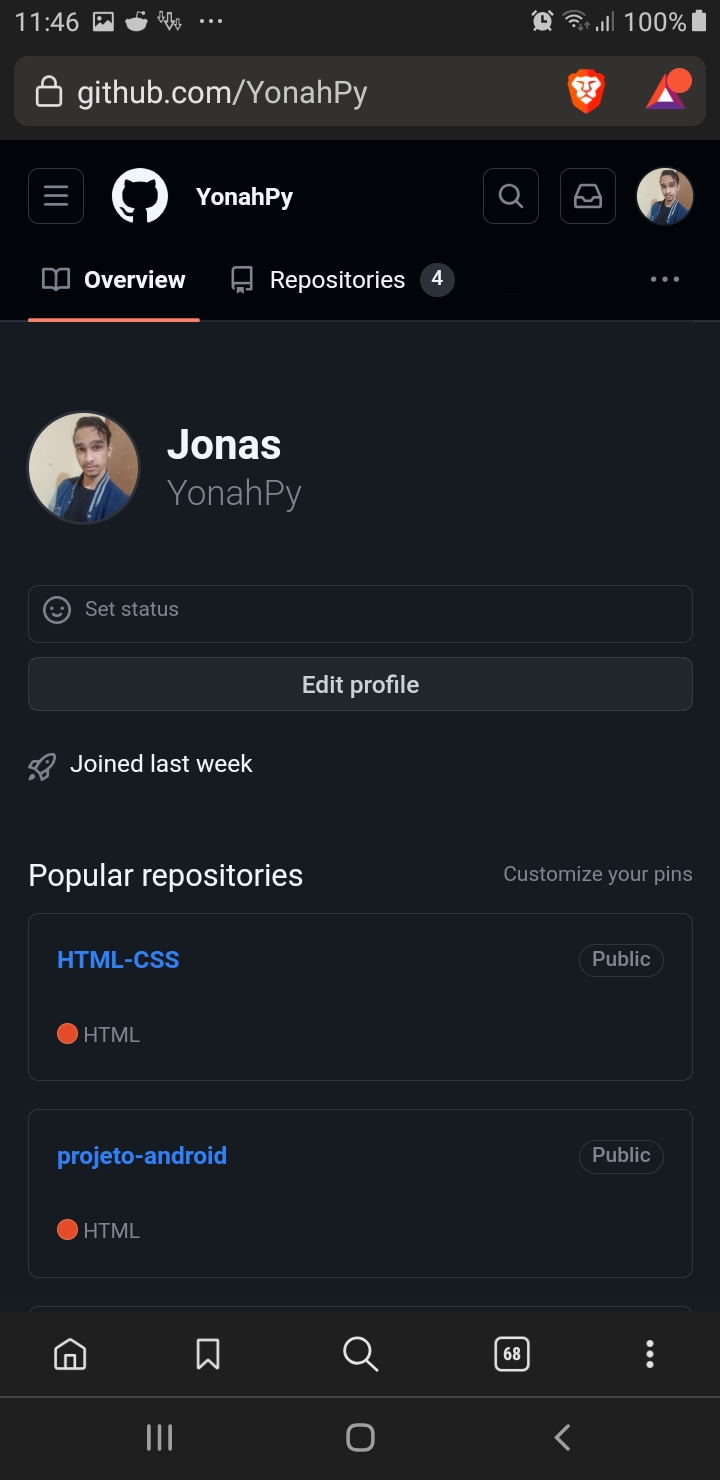 11:46
100%
github.com/YonahPy
YonahPy
Overview
Repositories 4
Jonas
YonahPy
Set status
Edit profile
Joined last week
Popular repositories
Customize your pins
HTML-CSS
Public
HTML
projeto-android
Public
HTML
68